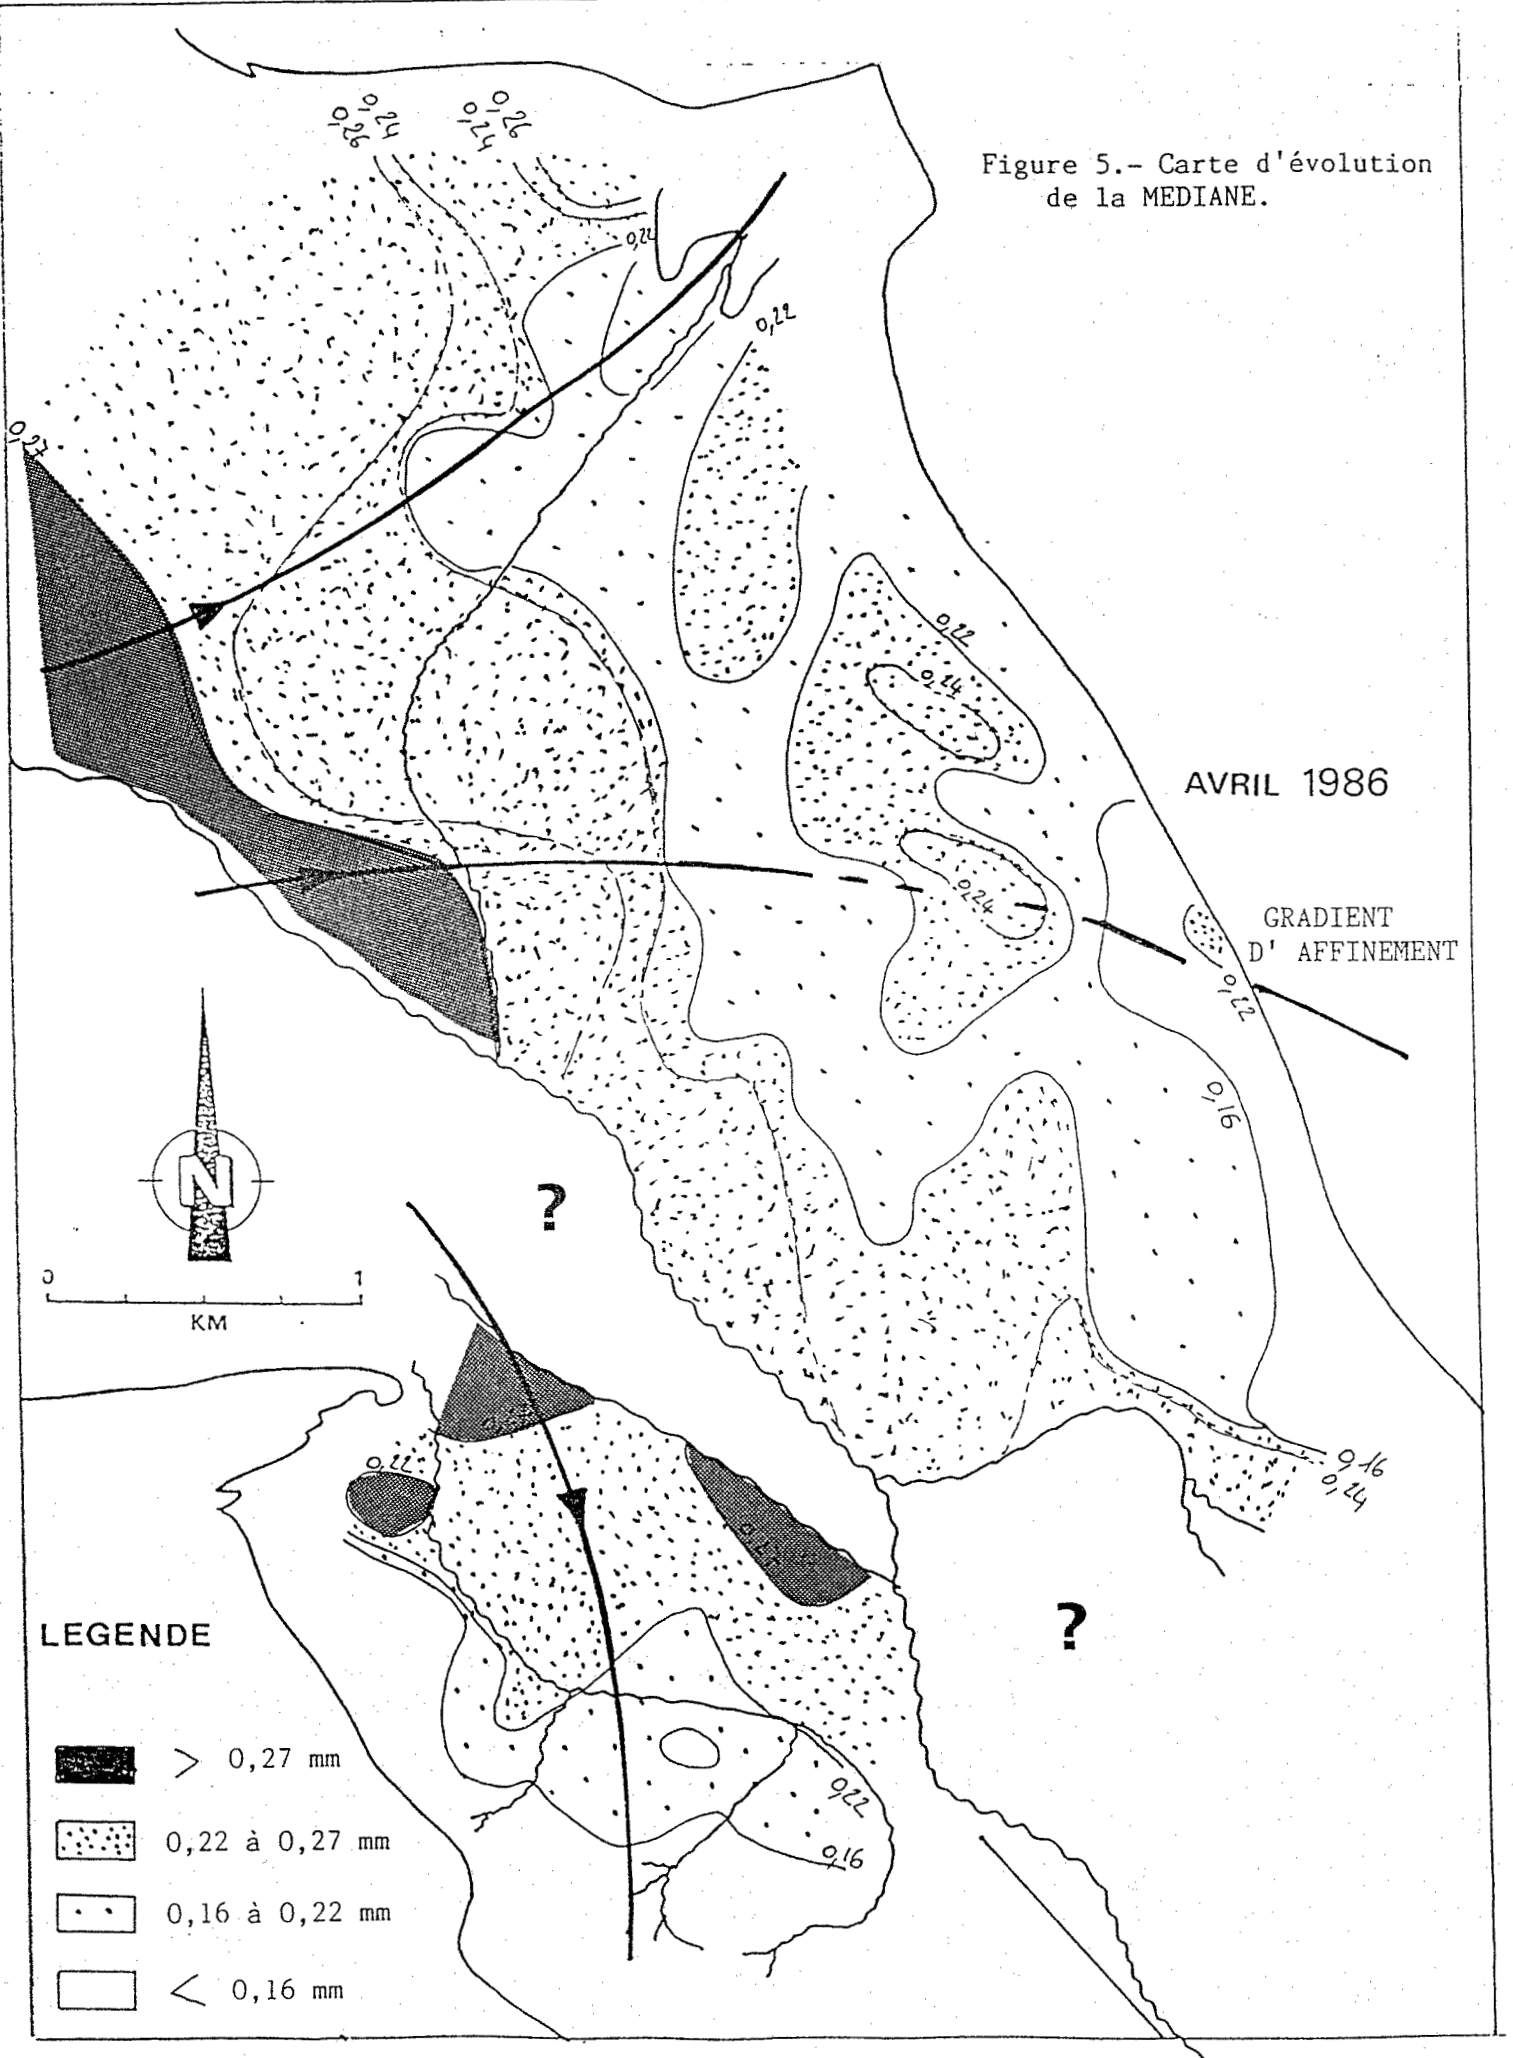 0,24
0,26
0,26
0,24
Figure 5.- Carte d'évolution
de la MEDIANE.
0,22
0,22
0,27
0,22
0,24
AVRIL 1986
0,24
GRADIENT
D' AFFINEMENT
0,22
0,16
N
?
0 1
KM
0,22
0,16
0,24
?
LEGENDE
> 0,27 mm
0,22 à 0,27 mm
0,16 à 0,22 mm
< 0,16 mm
0,22
0,16